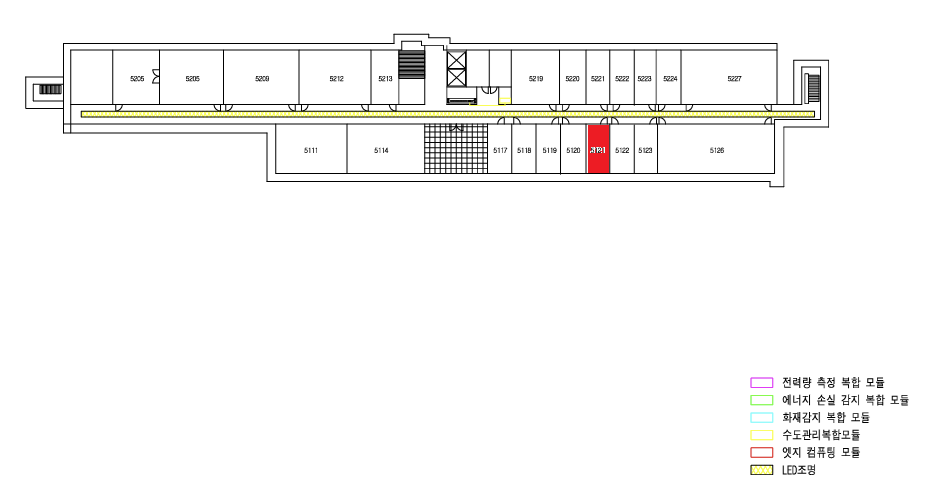 5205 5205 5209 5212 5213 5219 5220 5221 5222 5223 5224 5227
5111 5114 5117 5118 5119 5120 5122 5123 5126
전력량 측정 복합 모듈
에너지 손실 감지 복합 모듈
화재감지 복합 모듈
수도관리복합모듈
엣지 컴퓨팅 모듈
LED조명